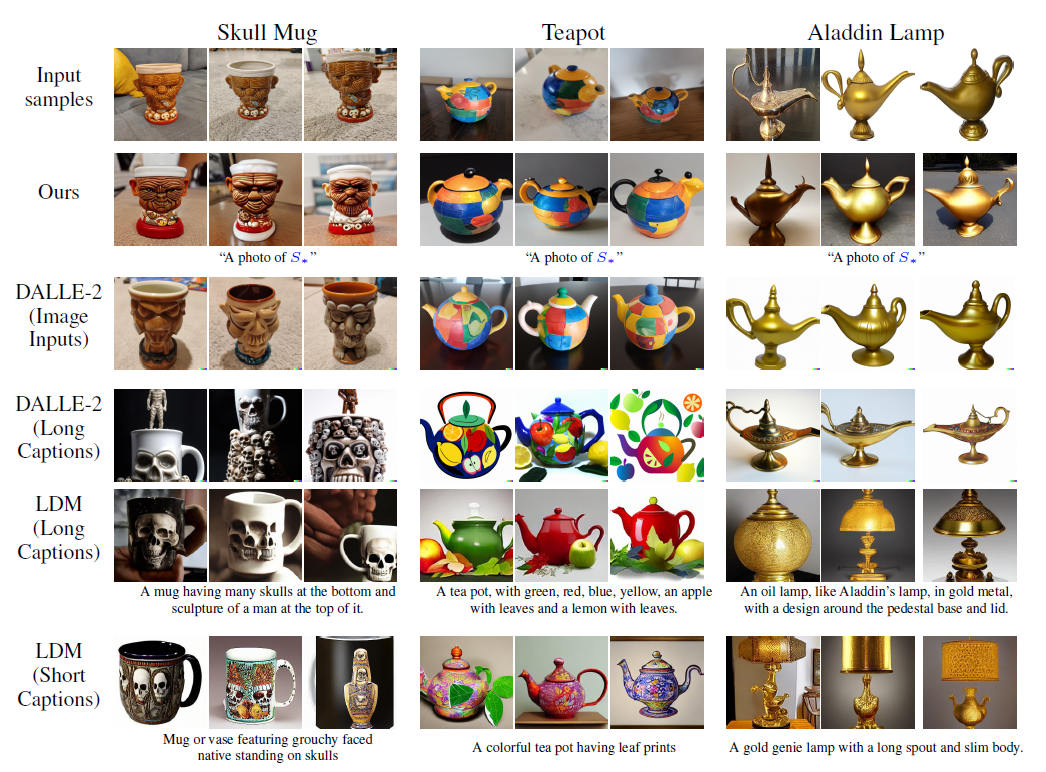 Skull Mug
Teapot
Aladdin Lamp
Input
samples
Ours
“A photo of S*”
“A photo of S*”
“A photo of S*”
DALLE-2
(Image
Inputs)
DALLE-2
(Long
Captions)
LDM
(Long
Captions)
A mug having many skulls at the bottom and
sculpture of a man at the top of it.
A tea pot, with green, red, blue, yellow, an apple
with leaves and a lemon with leaves.
An oil lamp, like Aladdin’s lamp, in gold metal,
with a design around the pedestal base and lid.
LDM
(Short
Captions)
Mug or vase featuring grouchy faced
native standing on skulls
A colorful tea pot having leaf prints
A gold genie lamp with a long spout and slim body.